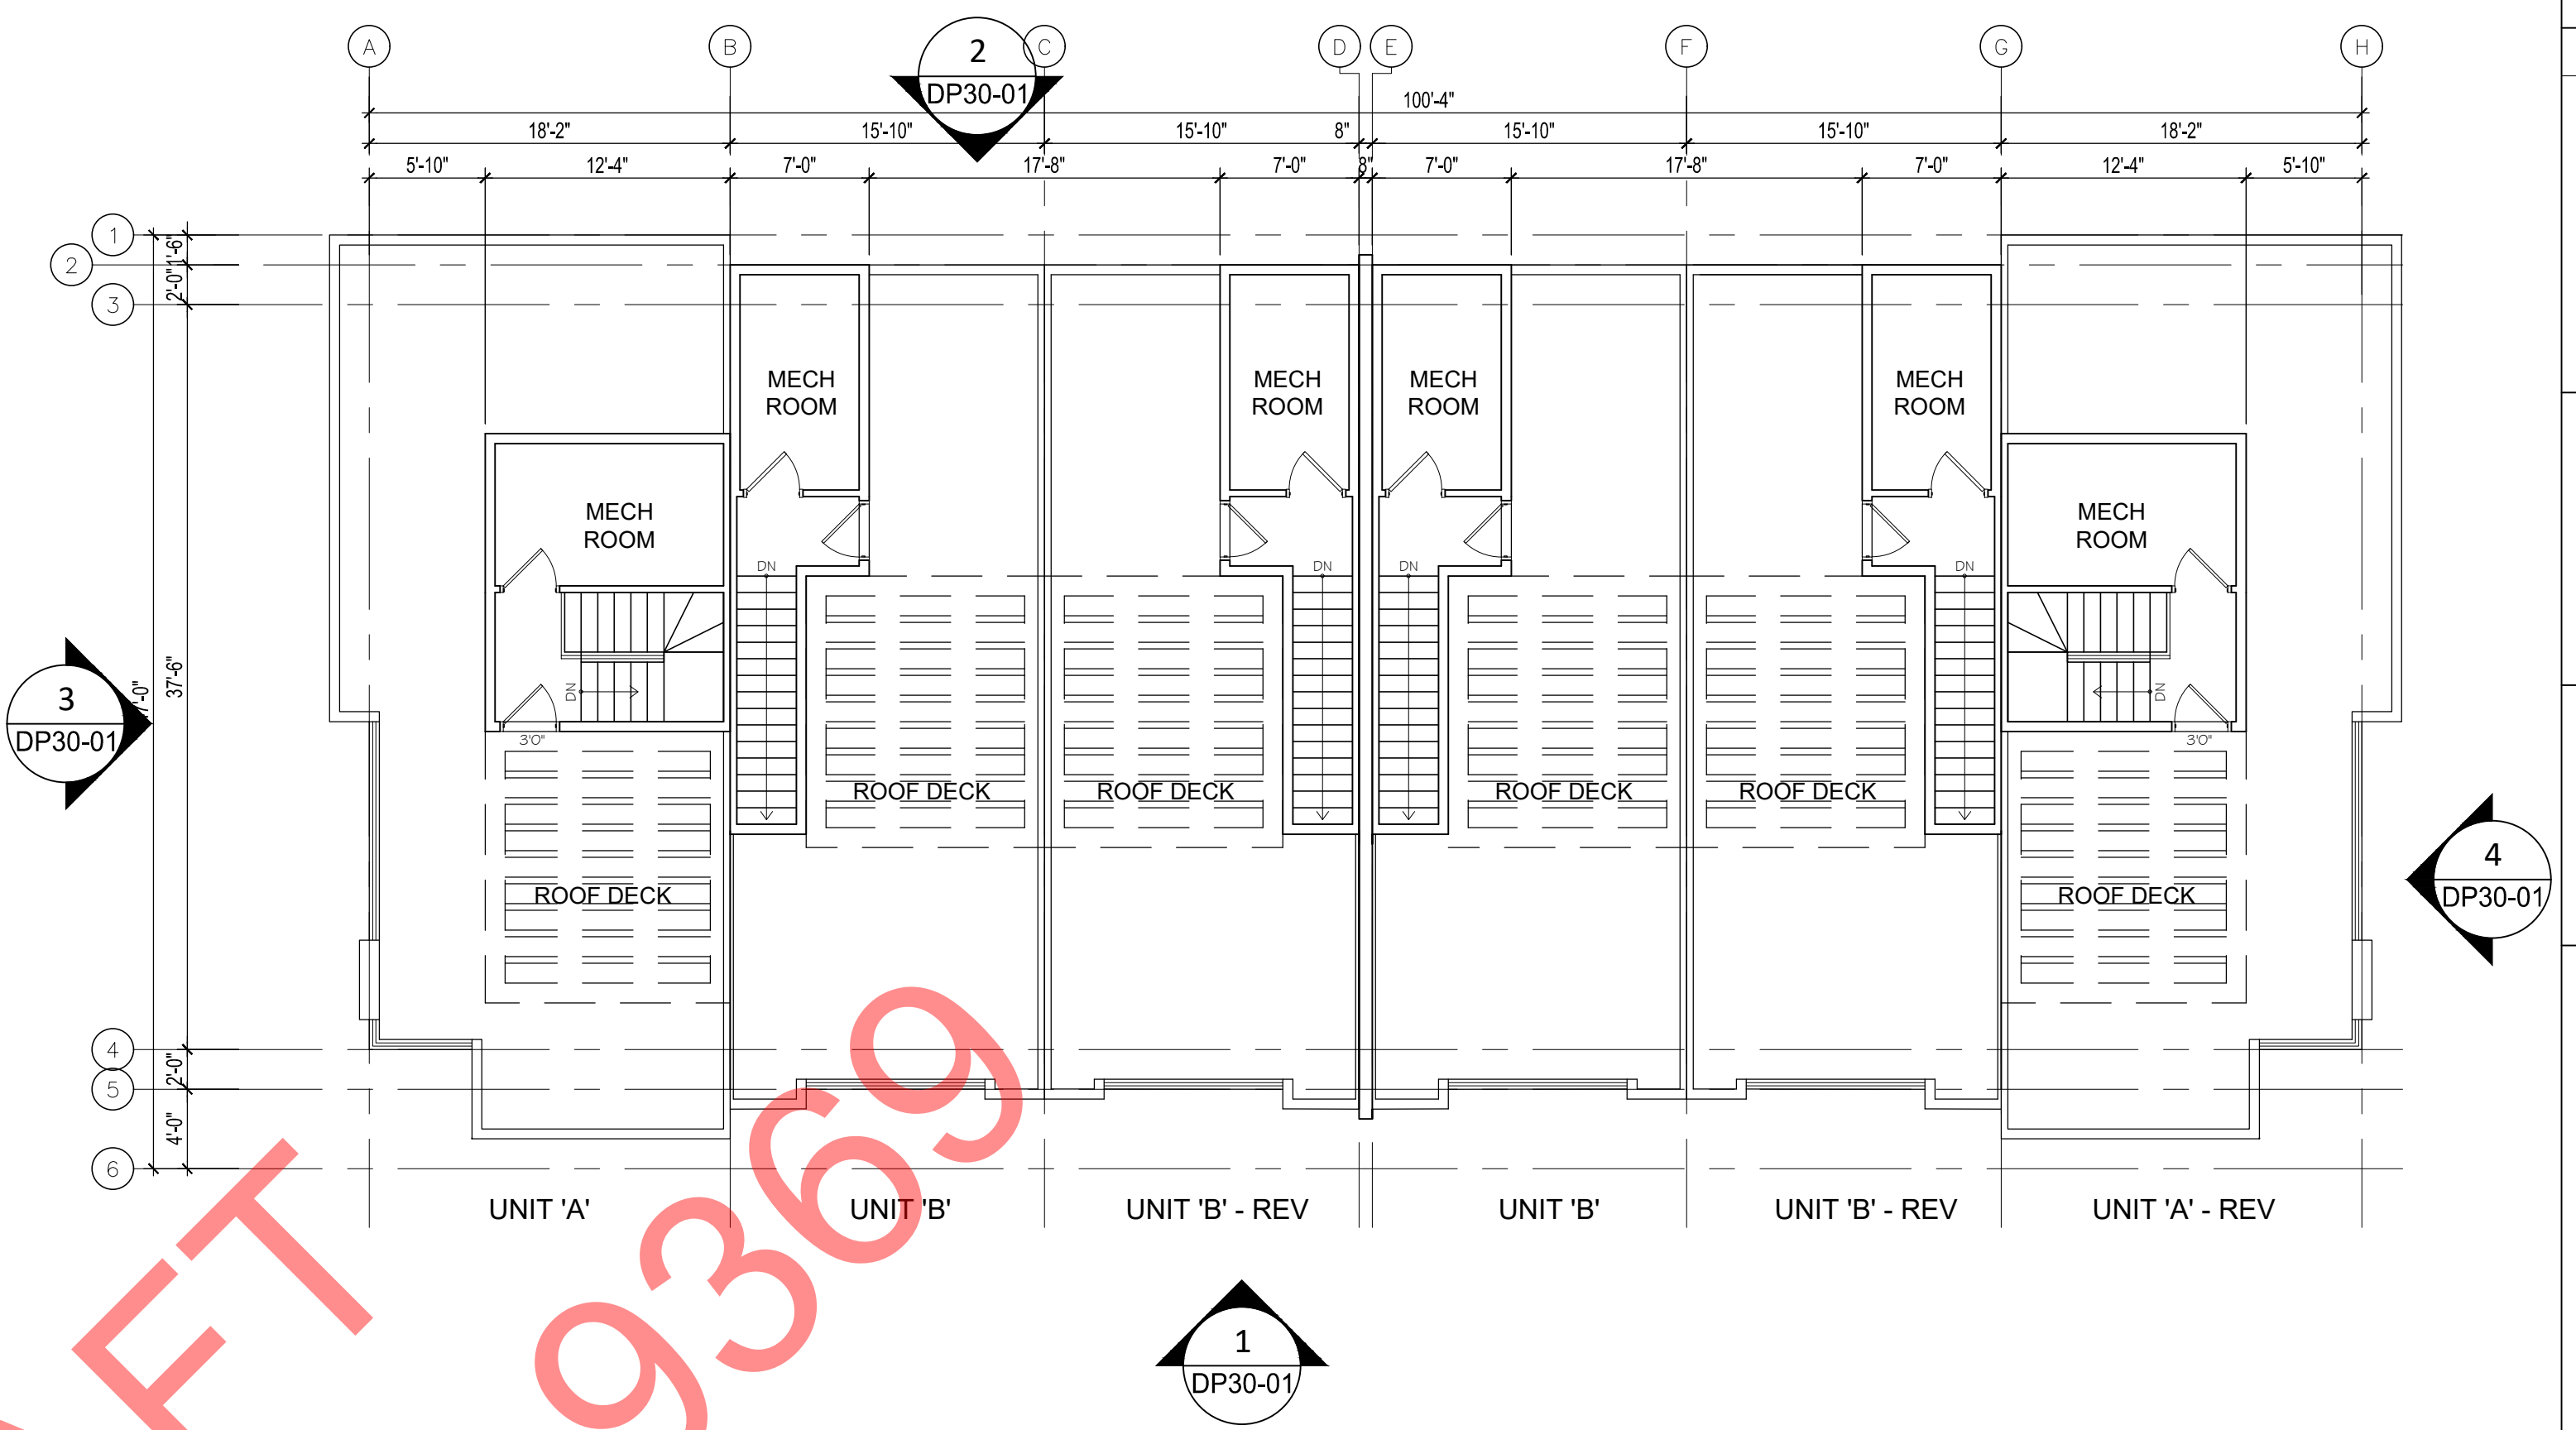 A B C D E F G H
2
DP30-01
100'-4"
18'-2" 15'-10" 15'-10" 8" 15'-10" 15'-10" 18'-2"
5'-10" 12'-4" 7'-0" 17'-8" 7'-0" 8" 7'-0" 17'-8" 7'-0" 12'-4" 5'-10"
1
1'-6"
2
2'-0"
3
MECH MECH MECH MECH
ROOM ROOM ROOM ROOM
MECH MECH
ROOM ROOM
DN DN DN DN
37'-6"
3
DP30-01
DN DN
3'0" 3'0"
ROOF DECK ROOF DECK ROOF DECK ROOF DECK
ROOF DECK ROOF DECK
4
DP30-01
4
2'-0"
5
4'-0"
6
UNIT 'A' UNIT 'B' UNIT 'B' - REV UNIT 'B' UNIT 'B' - REV UNIT 'A' - REV
1
DP30-01
FT
9369